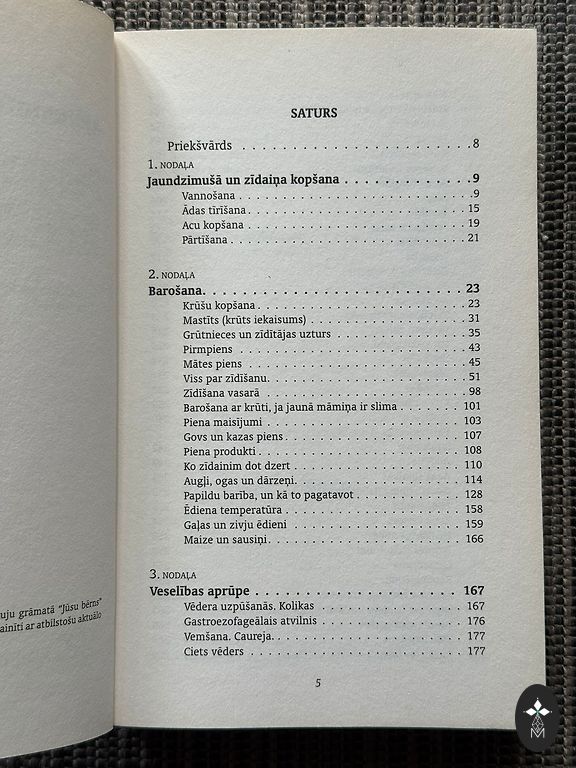 uju grāmatā “Jūsu bērns”
ainīti ar atbilstošu aktuālo
SATURS
Priekšvārds . . . . . . . . . . . . . . . . . . . . . . . . 8
1. NODAĻA
Jaundzimušā un zīdaiņa kopšana . . . . . . . . . . . . 9
Vannošana . . . . . . . . . . . . . . . . . . . . . . . . 9
Ādas tīrīšana . . . . . . . . . . . . . . . . . . . . . . . 15
Acu kopšana . . . . . . . . . . . . . . . . . . . . . . . 19
Pārtīšana . . . . . . . . . . . . . . . . . . . . . . . . 21
2. NODAĻA
Barošana . . . . . . . . . . . . . . . . . . . . . . . . . 23
Krūšu kopšana . . . . . . . . . . . . . . . . . . . . . . 23
Mastīts (krūts iekaisums) . . . . . . . . . . . . . . . . 31
Grūtnieces un zīdītājas uzturs . . . . . . . . . . . . . 35
Pirmpiens . . . . . . . . . . . . . . . . . . . . . . . . 43
Mātes piens . . . . . . . . . . . . . . . . . . . . . . . 45
Viss par zīdīšanu . . . . . . . . . . . . . . . . . . . . 51
Zīdīšana vasarā . . . . . . . . . . . . . . . . . . . . . 98
Barošana ar krūti, ja jaunā māmiņa ir slima . . . . . . 101
Piena maisījumi . . . . . . . . . . . . . . . . . . . . . 103
Govs un kazas piens . . . . . . . . . . . . . . . . . . . 107
Piena produkti . . . . . . . . . . . . . . . . . . . . . . 108
Ko zīdainim dot dzert . . . . . . . . . . . . . . . . . . 110
Augļi, ogas un dārzeņi . . . . . . . . . . . . . . . . . 114
Papildu barība, un kā to pagatavot . . . . . . . . . . . 128
Ēdiena temperatūra . . . . . . . . . . . . . . . . . . . 158
Gaļas un zivju ēdieni . . . . . . . . . . . . . . . . . . 159
Maize un sausiņi . . . . . . . . . . . . . . . . . . . . . 166
3. NODAĻA
Veselības aprūpe . . . . . . . . . . . . . . . . . . . . . 167
Vēdera uzpūšanās. Kolikas . . . . . . . . . . . . . . . . 167
Gastroezofageālais atvilnis . . . . . . . . . . . . . . . 176
Vemšana. Caureja . . . . . . . . . . . . . . . . . . . . . 177
Ciets vēders . . . . . . . . . . . . . . . . . . . . . . . 177
5
M